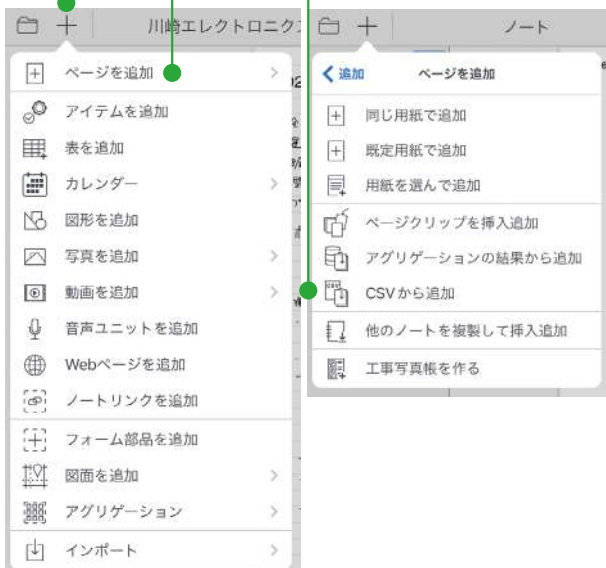 川崎エレクトロニク
ページを追加
アイテムを追加
表を追加
カレンダー
図形を追加
写真を追加
動画を追加
音声ユニットを追加
Webページを追加
ノートリンクを追加
フォーム部品を追加
図面を追加
アグリゲーション
インポート
ノート
追加
ページを追加
同じ用紙で追加
既定用紙で追加
用紙を選んで追加
ページクリップを挿入追加
アグリゲーションの結果から追加
CSVから追加
他のノートを複製して挿入追加
工事写真帳を作る